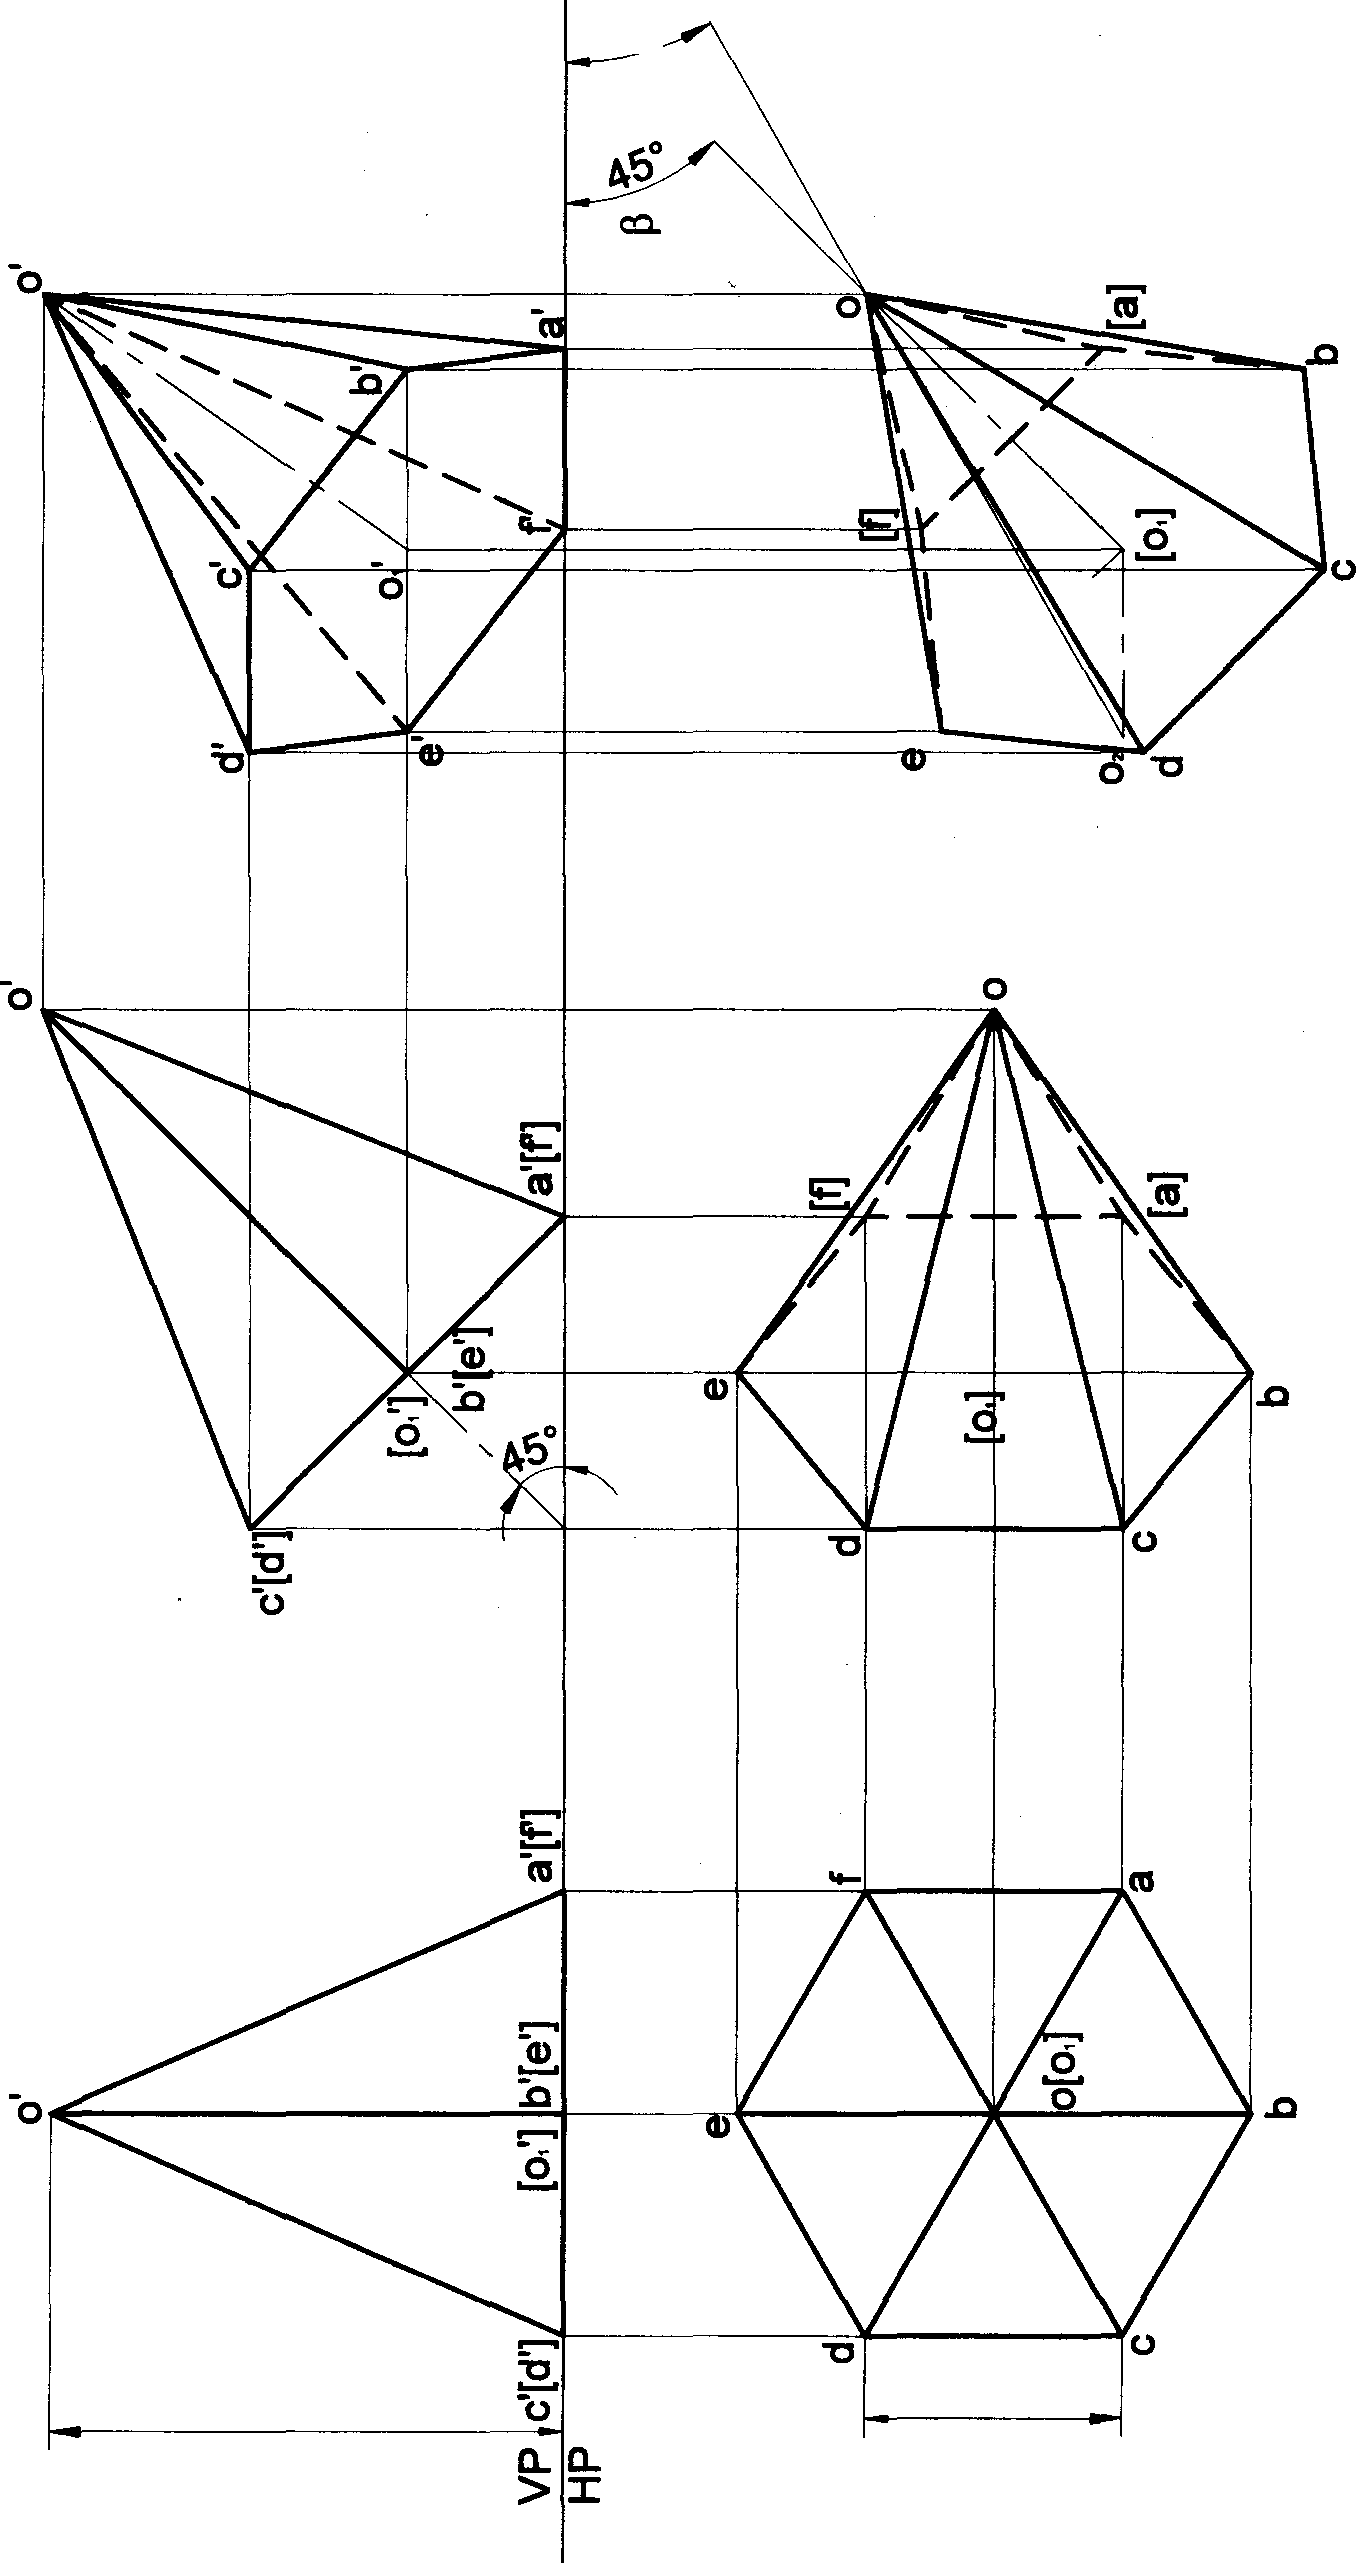 o'
c'[d']
[o₁']
b'[e']
a'[f']
VP
HP
e
f
d
o[o₁]
c
a
b
o'
c'[d']
[o₁']
b'[e']
a'[f']
45°
e
[f]
d
[o₁]
o
c
[a]
b
o'
d'
c'
b'
e'
o₁'
f'
a'
β
45°
o
[f]
e
[a]
o₂
d
[o₁]
b
c